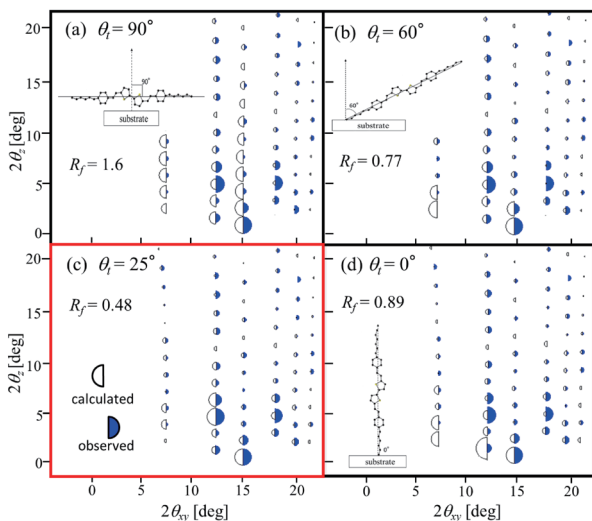 (a) θt = 90°
90°
substrate
Rf = 1.6
(b) θt = 60°
60°
substrate
Rf = 0.77
20
15
10
5
0
2θz [deg]
(c) θt = 25°
Rf = 0.48
calculated
observed
(d) θt = 0°
Rf = 0.89
0°
substrate
20
15
10
5
0
2θz [deg]
0 5 10 15 20
0 5 10 15 20
2θxy [deg]
2θxy [deg]